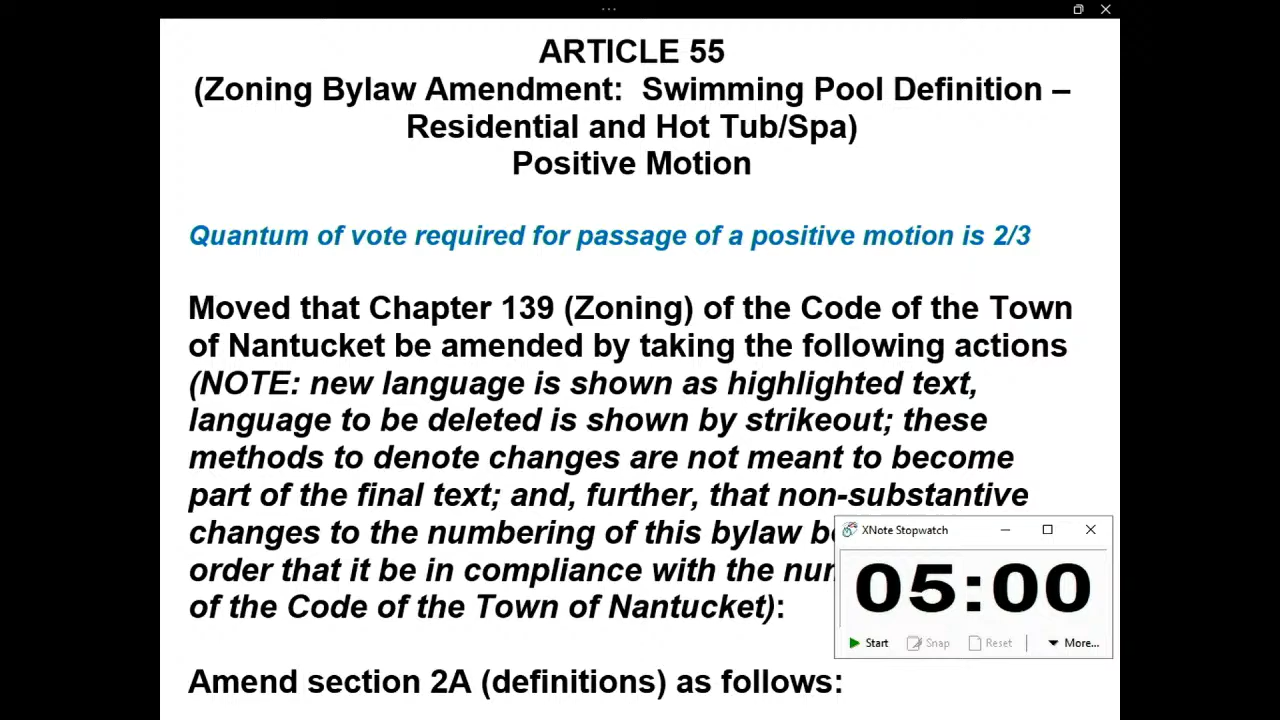 ARTICLE 55
(Zoning Bylaw Amendment: Swimming Pool Definition –
Residential and Hot Tub/Spa)
Positive Motion
Quantum of vote required for passage of a positive motion is 2/3
Moved that Chapter 139 (Zoning) of the Code of the Town
of Nantucket be amended by taking the following actions
(NOTE: new language is shown as highlighted text,
language to be deleted is shown by strikeout; these
methods to denote changes are not meant to become
part of the final text; and, further, that non-substantive
changes to the numbering of this bylaw
order that it be in compliance with the
of the Code of the Town of Nantucket):
Amend section 2A (definitions) as follows:
XNote Stopwatch
05:00
Start Snap Reset More...